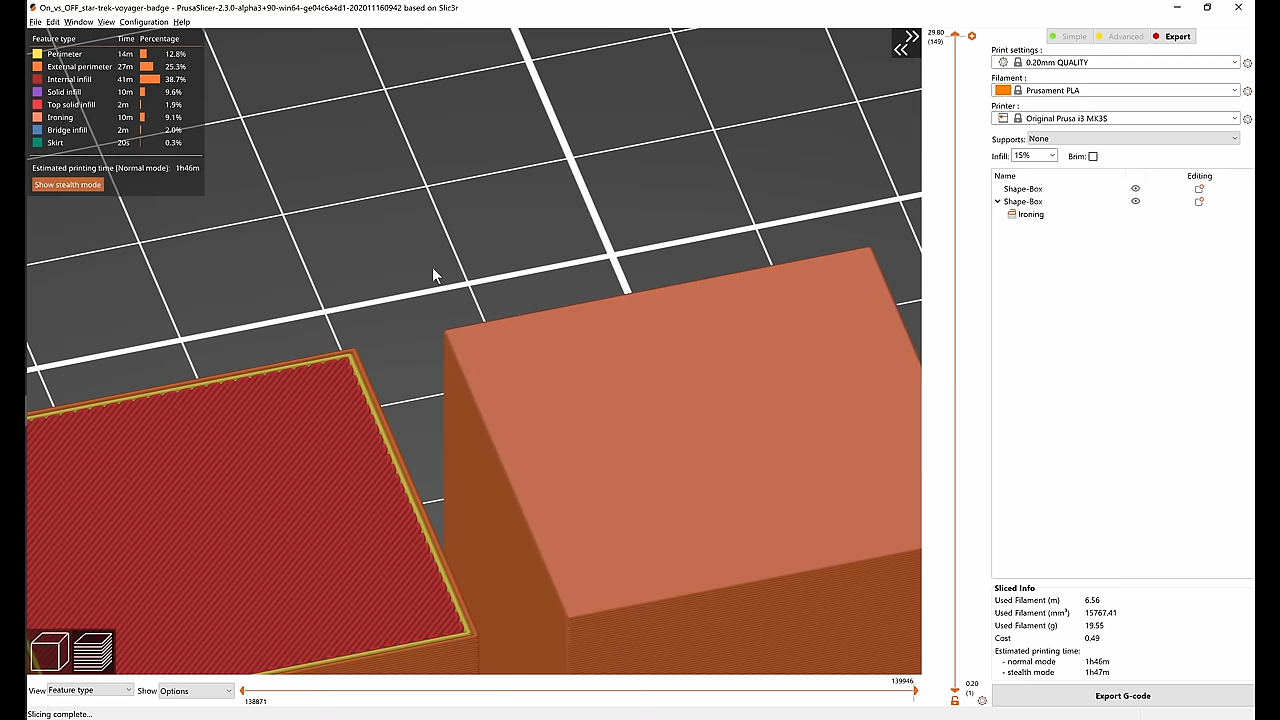 On_vs_OFF_star-trek-voyager-badge - PrusaSlicer-2.3.0-alpha3+90-win64-ge04c6a4d1-202011160942 based on Slic3r
File Edit Window View Configuration Help
Feature type Time Percentage
Perimeter 14m 12.8%
External perimeter 27m 25.3%
Internal infill 41m 38.7%
Solid infill 10m 9.6%
Top solid infill 2m 1.9%
Ironing 10m 9.1%
Bridge infill 2m 2.0%
Skirt 20s 0.3%
Estimated printing time [Normal mode]: 1h46m
Show stealth mode
29.80
(149)
Simple Advanced Expert
Print settings :
0.20mm QUALITY
Filament :
Prusament PLA
Printer :
Original Prusa i3 MK3S
Supports: None
Infill: 15% Brim:
Name Editing
Shape-Box
Shape-Box
Ironing
Sliced Info
Used Filament (m) 6.56
Used Filament (mm³) 15767.41
Used Filament (g) 19.55
Cost 0.49
Estimated printing time:
- normal mode 1h46m
- stealth mode 1h47m
Export G-code
0.20
(1)
139946
View Feature type Show Options
138871
Slicing complete...